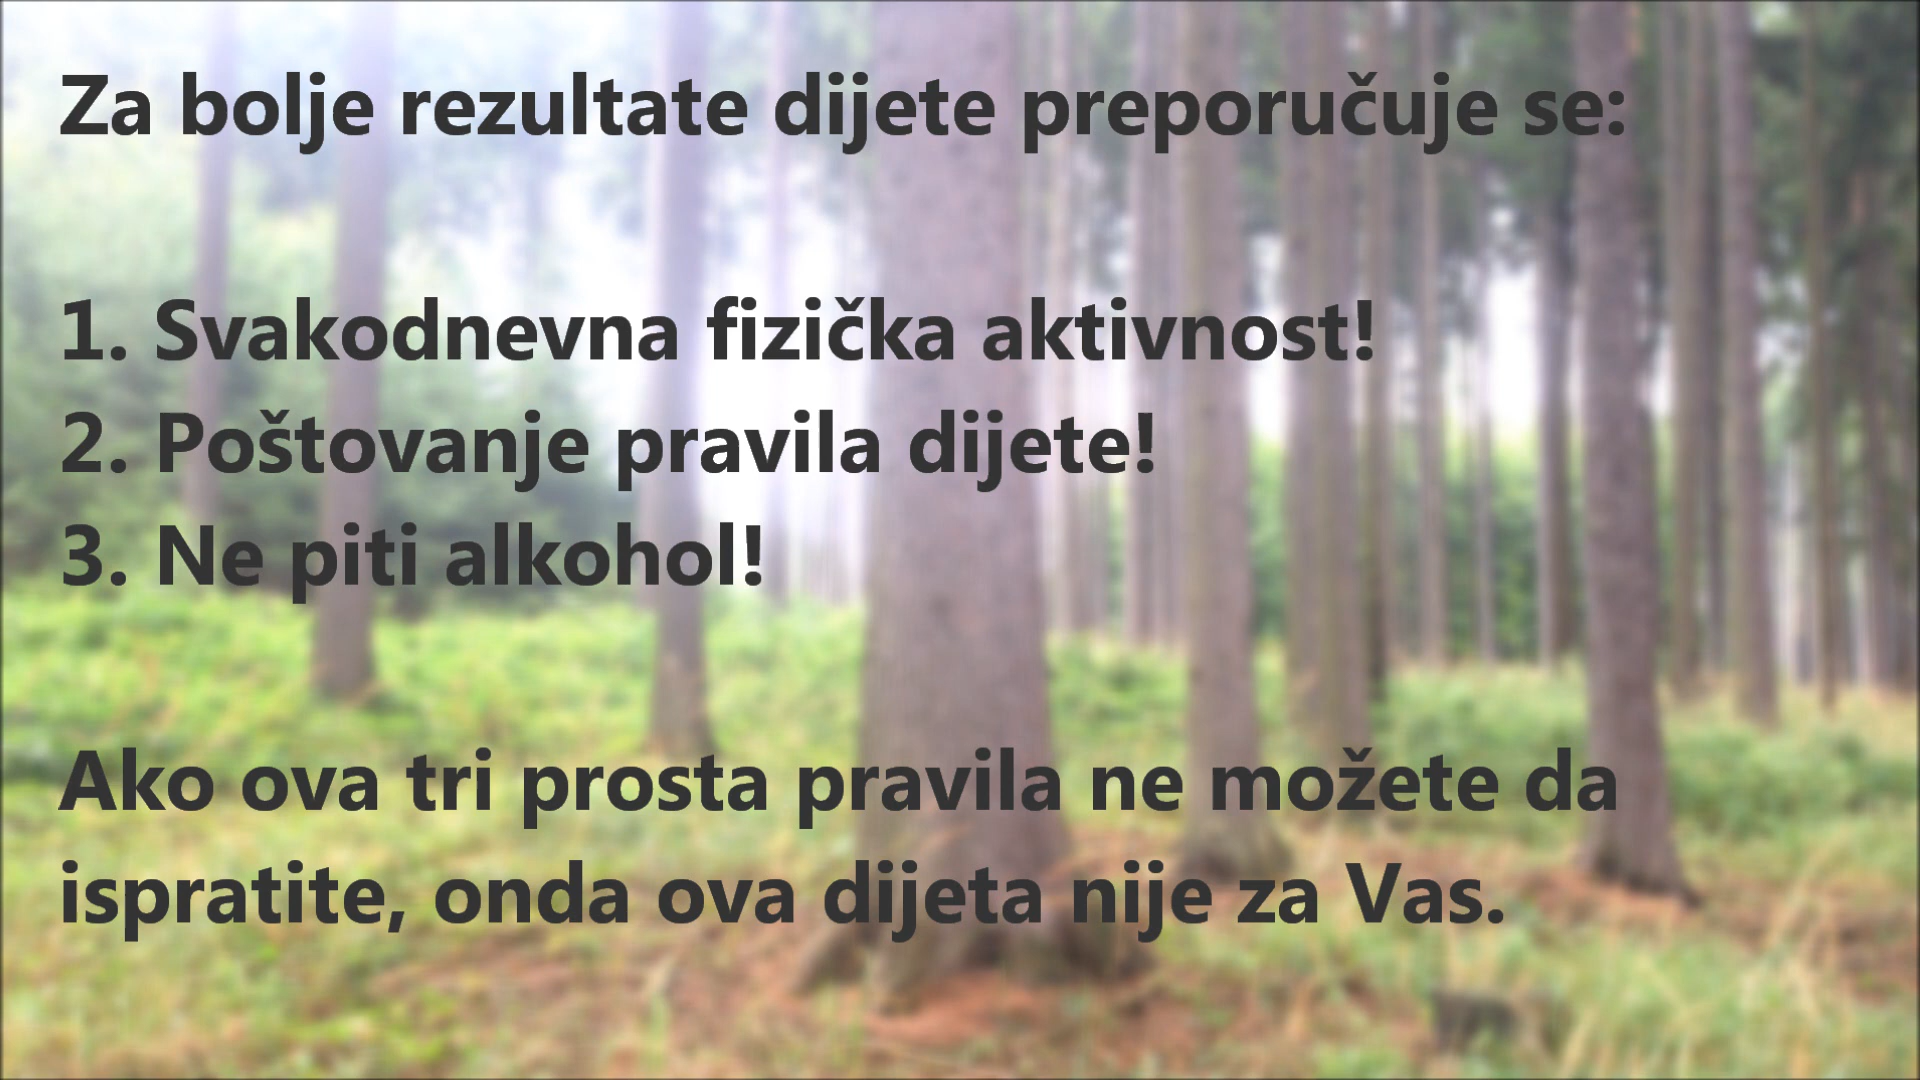 Za bolje rezultate dijete preporučuje se:
1. Svakodnevna fizička aktivnost!
2. Poštovanje pravila dijete!
3. Ne piti alkohol!
Ako ova tri prosta pravila ne možete da
ispratite, onda ova dijeta nije za Vas.